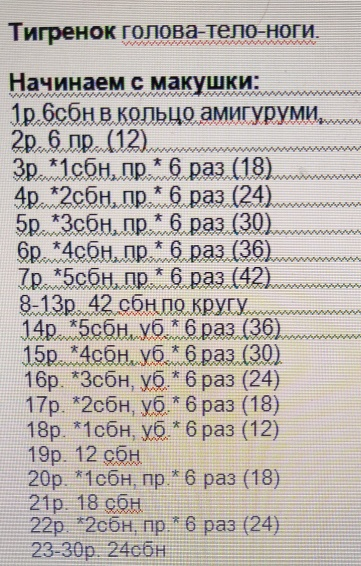 Тигренок голова-тело-ноги.
Начинаем с макушки:
1р.6сбн в кольцо амигуруми,
2р. 6 пр. (12)
3р. *1сбн, пр.* 6 раз (18)
4р. *2сбн, пр.* 6 раз (24)
5р. *3сбн, пр.* 6 раз (30)
6р. *4сбн, пр.* 6 раз (36)
7р. *5сбн, пр.* 6 раз (42)
8-13р. 42 сбн по кругу
14р. *5сбн, уб.* 6 раз (36)
15р. *4сбн, уб.* 6 раз (30)
16р. *3сбн, уб.* 6 раз (24)
17р. *2сбн, уб.* 6 раз (18)
18р. *1сбн, уб.* 6 раз (12)
19р. 12 сбн
20р. *1сбн, пр.* 6 раз (18)
21р. 18 сбн
22р. *2сбн, пр.* 6 раз (24)
23-30р. 24сбн